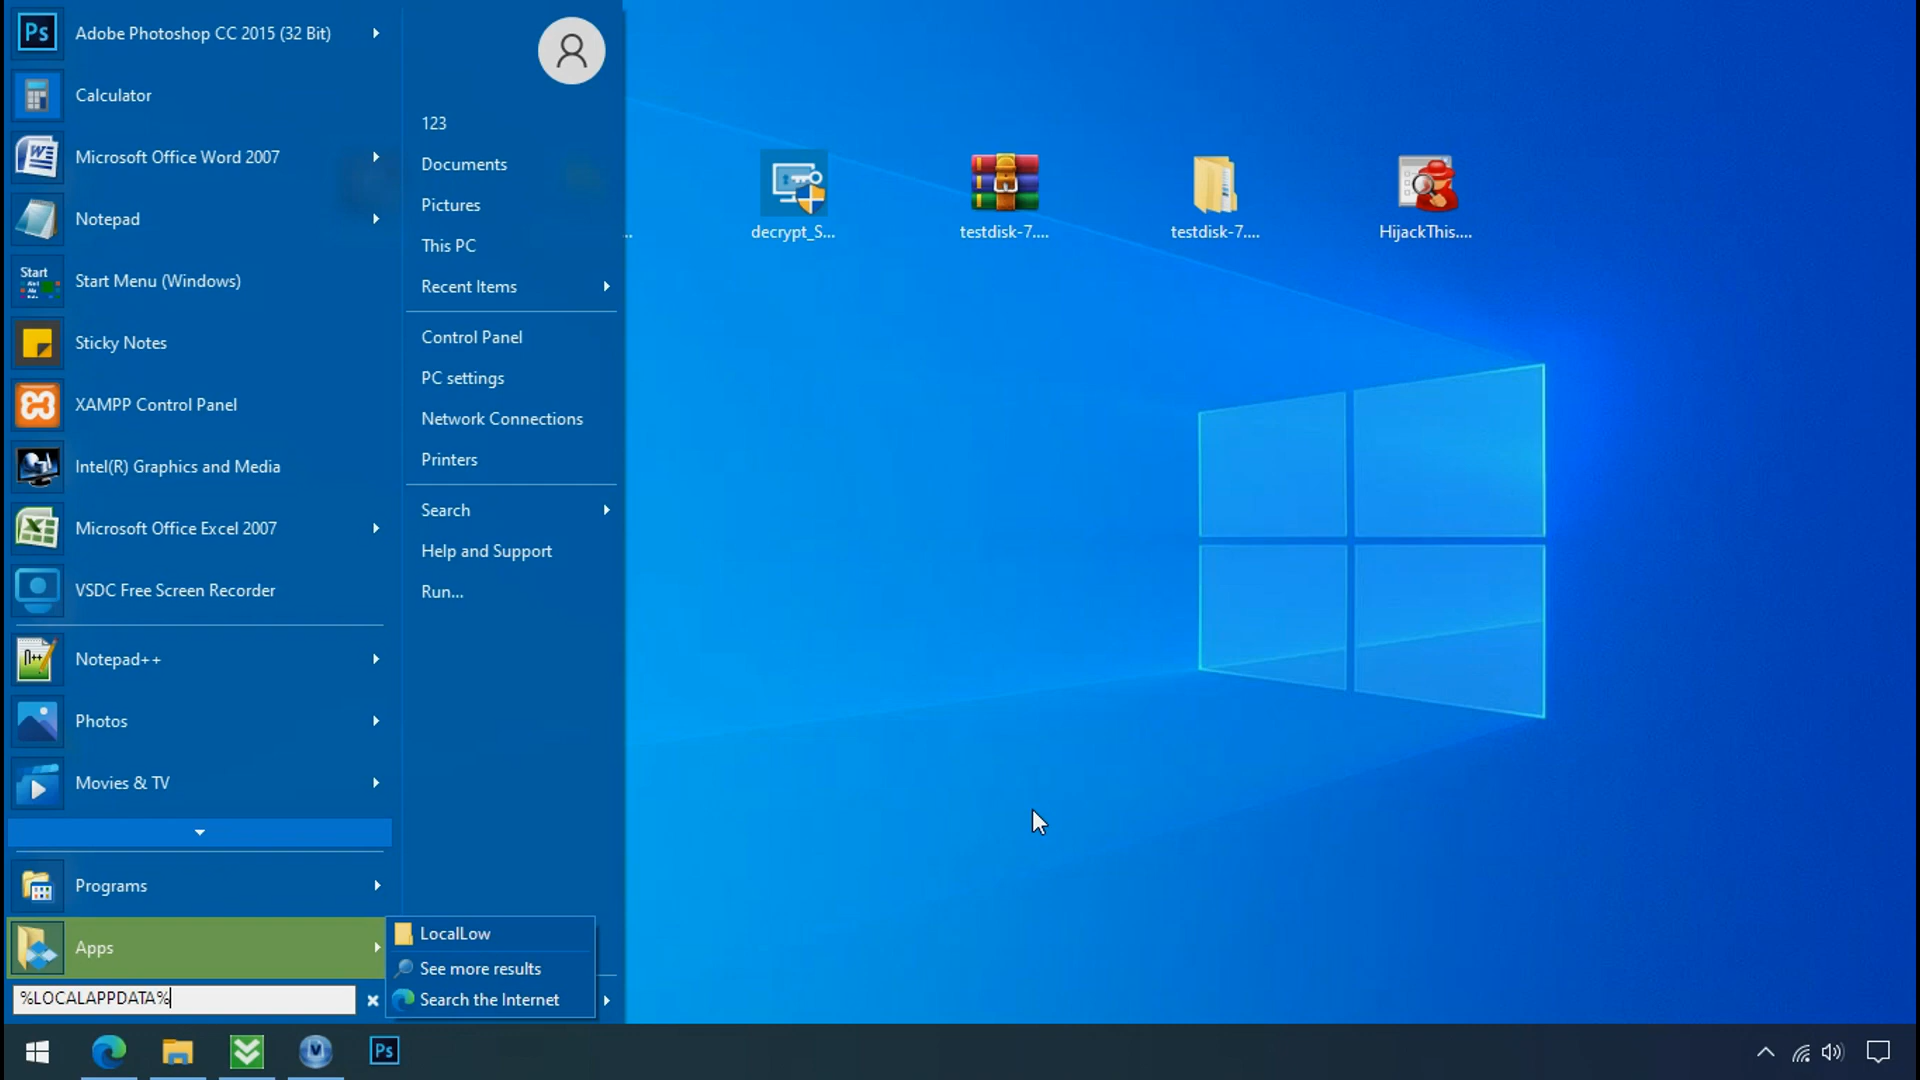 Adobe Photoshop CC 2015 (32 Bit)
Calculator
Microsoft Office Word 2007
Notepad
Start Menu (Windows)
Sticky Notes
XAMPP Control Panel
Intel(R) Graphics and Media
Microsoft Office Excel 2007
VSDC Free Screen Recorder
Notepad++
Photos
Movies & TV
Programs
Apps
%LOCALAPPDATA%
123
Documents
Pictures
This PC
Recent Items
Control Panel
PC settings
Network Connections
Printers
Search
Help and Support
Run...
LocalLow
See more results
Search the Internet
...
decrypt_S...
testdisk-7....
testdisk-7....
HijackThis....
Ps
Start
Ps